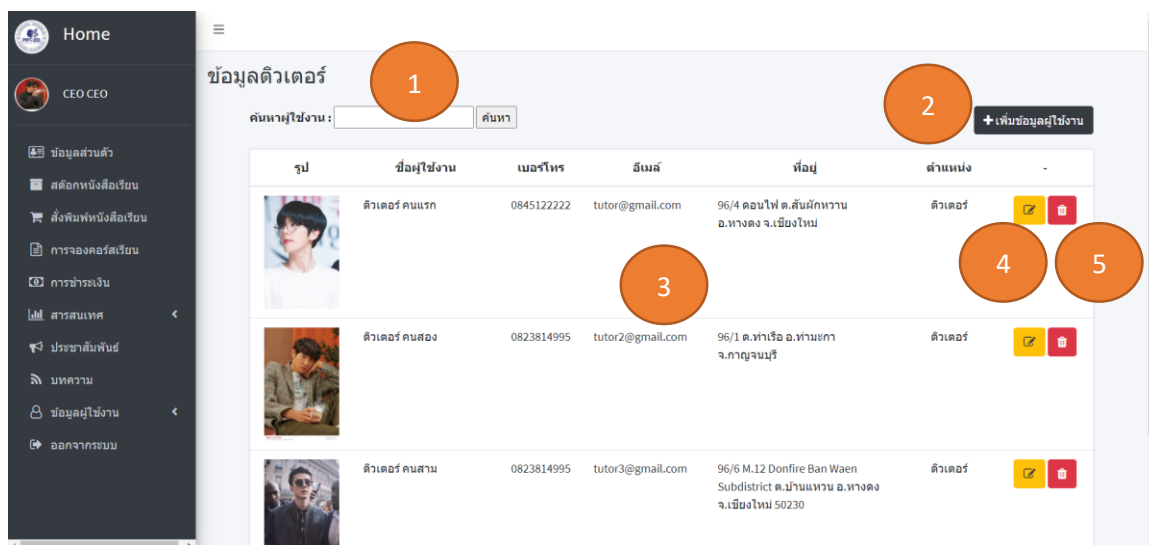 Home
CEO CEO
ข้อมูลส่วนตัว
สต๊อกหนังสือเรียน
สั่งพิมพ์หนังสือเรียน
การจองคอร์สเรียน
การชำระเงิน
สารสนเทศ
ประชาสัมพันธ์
บทความ
ข้อมูลผู้ใช้งาน
ออกจากระบบ
ข้อมูลติวเตอร์
1
2
ค้นหาผู้ใช้งาน :
ค้นหา
เพิ่มข้อมูลผู้ใช้งาน
รูป ชื่อผู้ใช้งาน เบอร์โทร อีเมล์ ที่อยู่ ตำแหน่ง -
ติวเตอร์ คนแรก 0845122222 tutor@gmail.com 96/4 ดอนไฟ ต.สันผักหวาน ติวเตอร์
อ.หางดง จ.เชียงใหม่
3
4
5
ติวเตอร์ คนสอง 0823814995 tutor2@gmail.com 96/1 ต.ท่าเรือ อ.ท่ามะกา ติวเตอร์
จ.กาญจนบุรี
ติวเตอร์ คนสาม 0823814995 tutor3@gmail.com 96/6 M.12 Donfire Ban Waen ติวเตอร์
Subdistrict ต.บ้านแหวน อ.หางดง
จ.เชียงใหม่ 50230